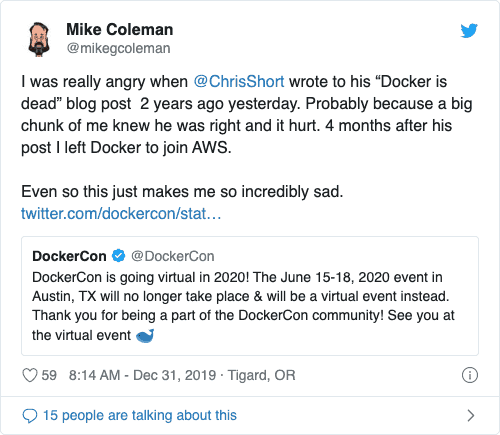 Mike Coleman
@mikegcoleman
I was really angry when @ChrisShort wrote to his “Docker is
dead” blog post  2 years ago yesterday. Probably because a big
chunk of me knew he was right and it hurt. 4 months after his
post I left Docker to join AWS.
Even so this just makes me so incredibly sad.
twitter.com/dockercon/stat…
DockerCon @DockerCon
DockerCon is going virtual in 2020! The June 15-18, 2020 event in
Austin, TX will no longer take place & will be a virtual event instead.
Thank you for being a part of the DockerCon community! See you at
the virtual event 🐋
59 8:14 AM - Dec 31, 2019 · Tigard, OR
15 people are talking about this